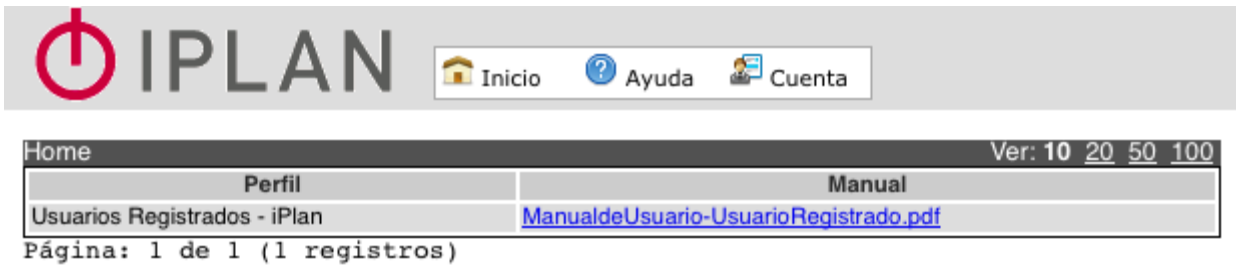 IPLAN
Inicio Ayuda Cuenta
Home Ver: 10 20 50 100
Perfil Manual
Usuarios Registrados - iPlan ManualdeUsuario-UsuarioRegistrado.pdf
Página: 1 de 1 (1 registros)